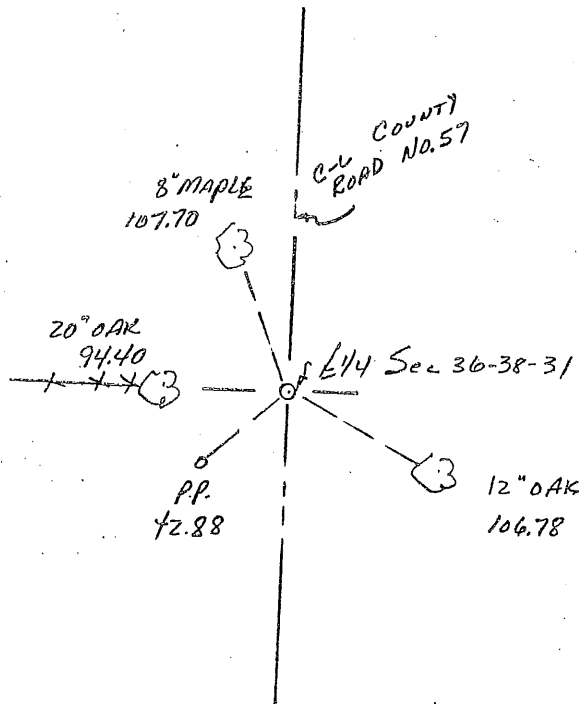 C-L COUNTY
ROAD NO. 59
8" MAPLE
107.70
20" OAK
94.40
E1/4 Sec 36-38-31
P.P.
42.88
12" OAK
106.78